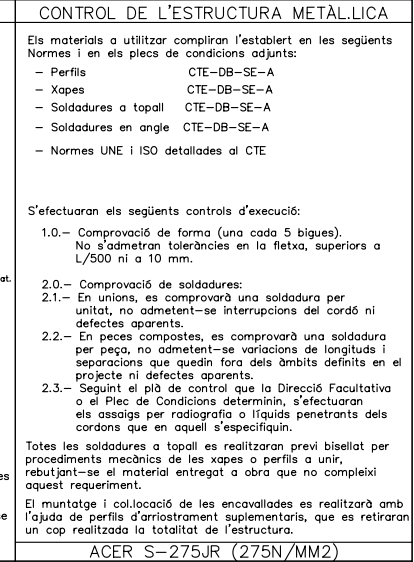 CONTROL DE L'ESTRUCTURA METÀL.LICA
Els materials a utilitzar compliran l'establert en les següents
Normes i en els plecs de condicions adjunts:
– Perfils CTE–DB–SE–A
– Xapes CTE–DB–SE–A
– Soldadures a topall CTE–DB–SE–A
– Soldadures en angle CTE–DB–SE–A
– Normes UNE i ISO detallades al CTE
S'efectuaran els següents controls d'execució:
1.0.– Comprovació de forma (una cada 5 bigues).
No s'admetran toleràncies en la fletxa, superiors a
L/500 ni a 10 mm.
at.
2.0.– Comprovació de soldadures:
2.1.– En unions, es comprovarà una soldadura per
unitat, no admetent–se interrupcions del cordó ni
defectes aparents.
2.2.– En peces compostes, es comprovarà una soldadura
per peça, no admetent–se variacions de longituds i
separacions que quedin fora dels àmbits definits en el
projecte ni defectes aparents.
2.3.– Seguint el plà de control que la Direcció Facultativa
o el Plec de Condicions determinin, s'efectuaran
els assaigs per radiografia o líquids penetrants dels
cordons que en aquell s'especifiquin.
Totes les soldadures a topall es realitzaran previ bisellat per
procediments mecànics de les xapes o perfils a unir,
rebutjant–se el material entregat a obra que no compleixi
es
aquest requeriment.
El muntatge i col.locació de les encavallades es realitzarà amb
se
l'ajuda de perfils d'arriostrament suplementaris, que es retiraran
un cop realitzada la totalitat de l'estructura.
ACER S–275JR (275N/MM2)